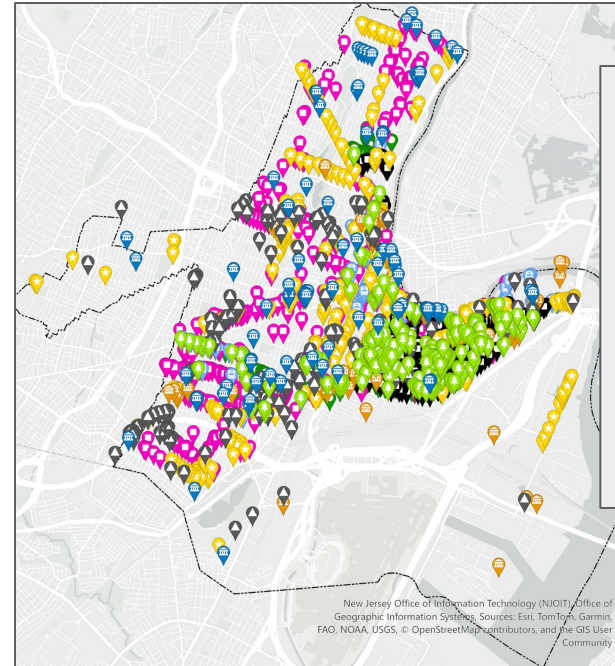 New Jersey Office of Information Technology (NJOIT), Office of
Geographic Information Systems, Sources: Esri, TomTom, Garmin,
FAO, NOAA, USGS, © OpenStreetMap contributors, and the GIS User
Community